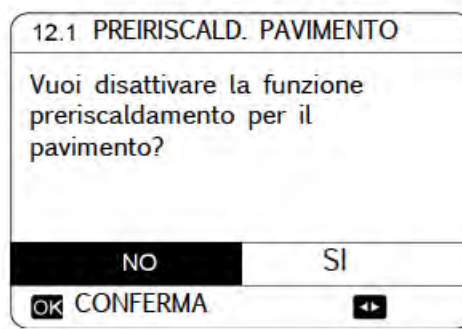 12.1 PREIRISCALD. PAVIMENTO
Vuoi disattivare la funzione
preriscaldamento per il
pavimento?
NO SI
OK CONFERMA